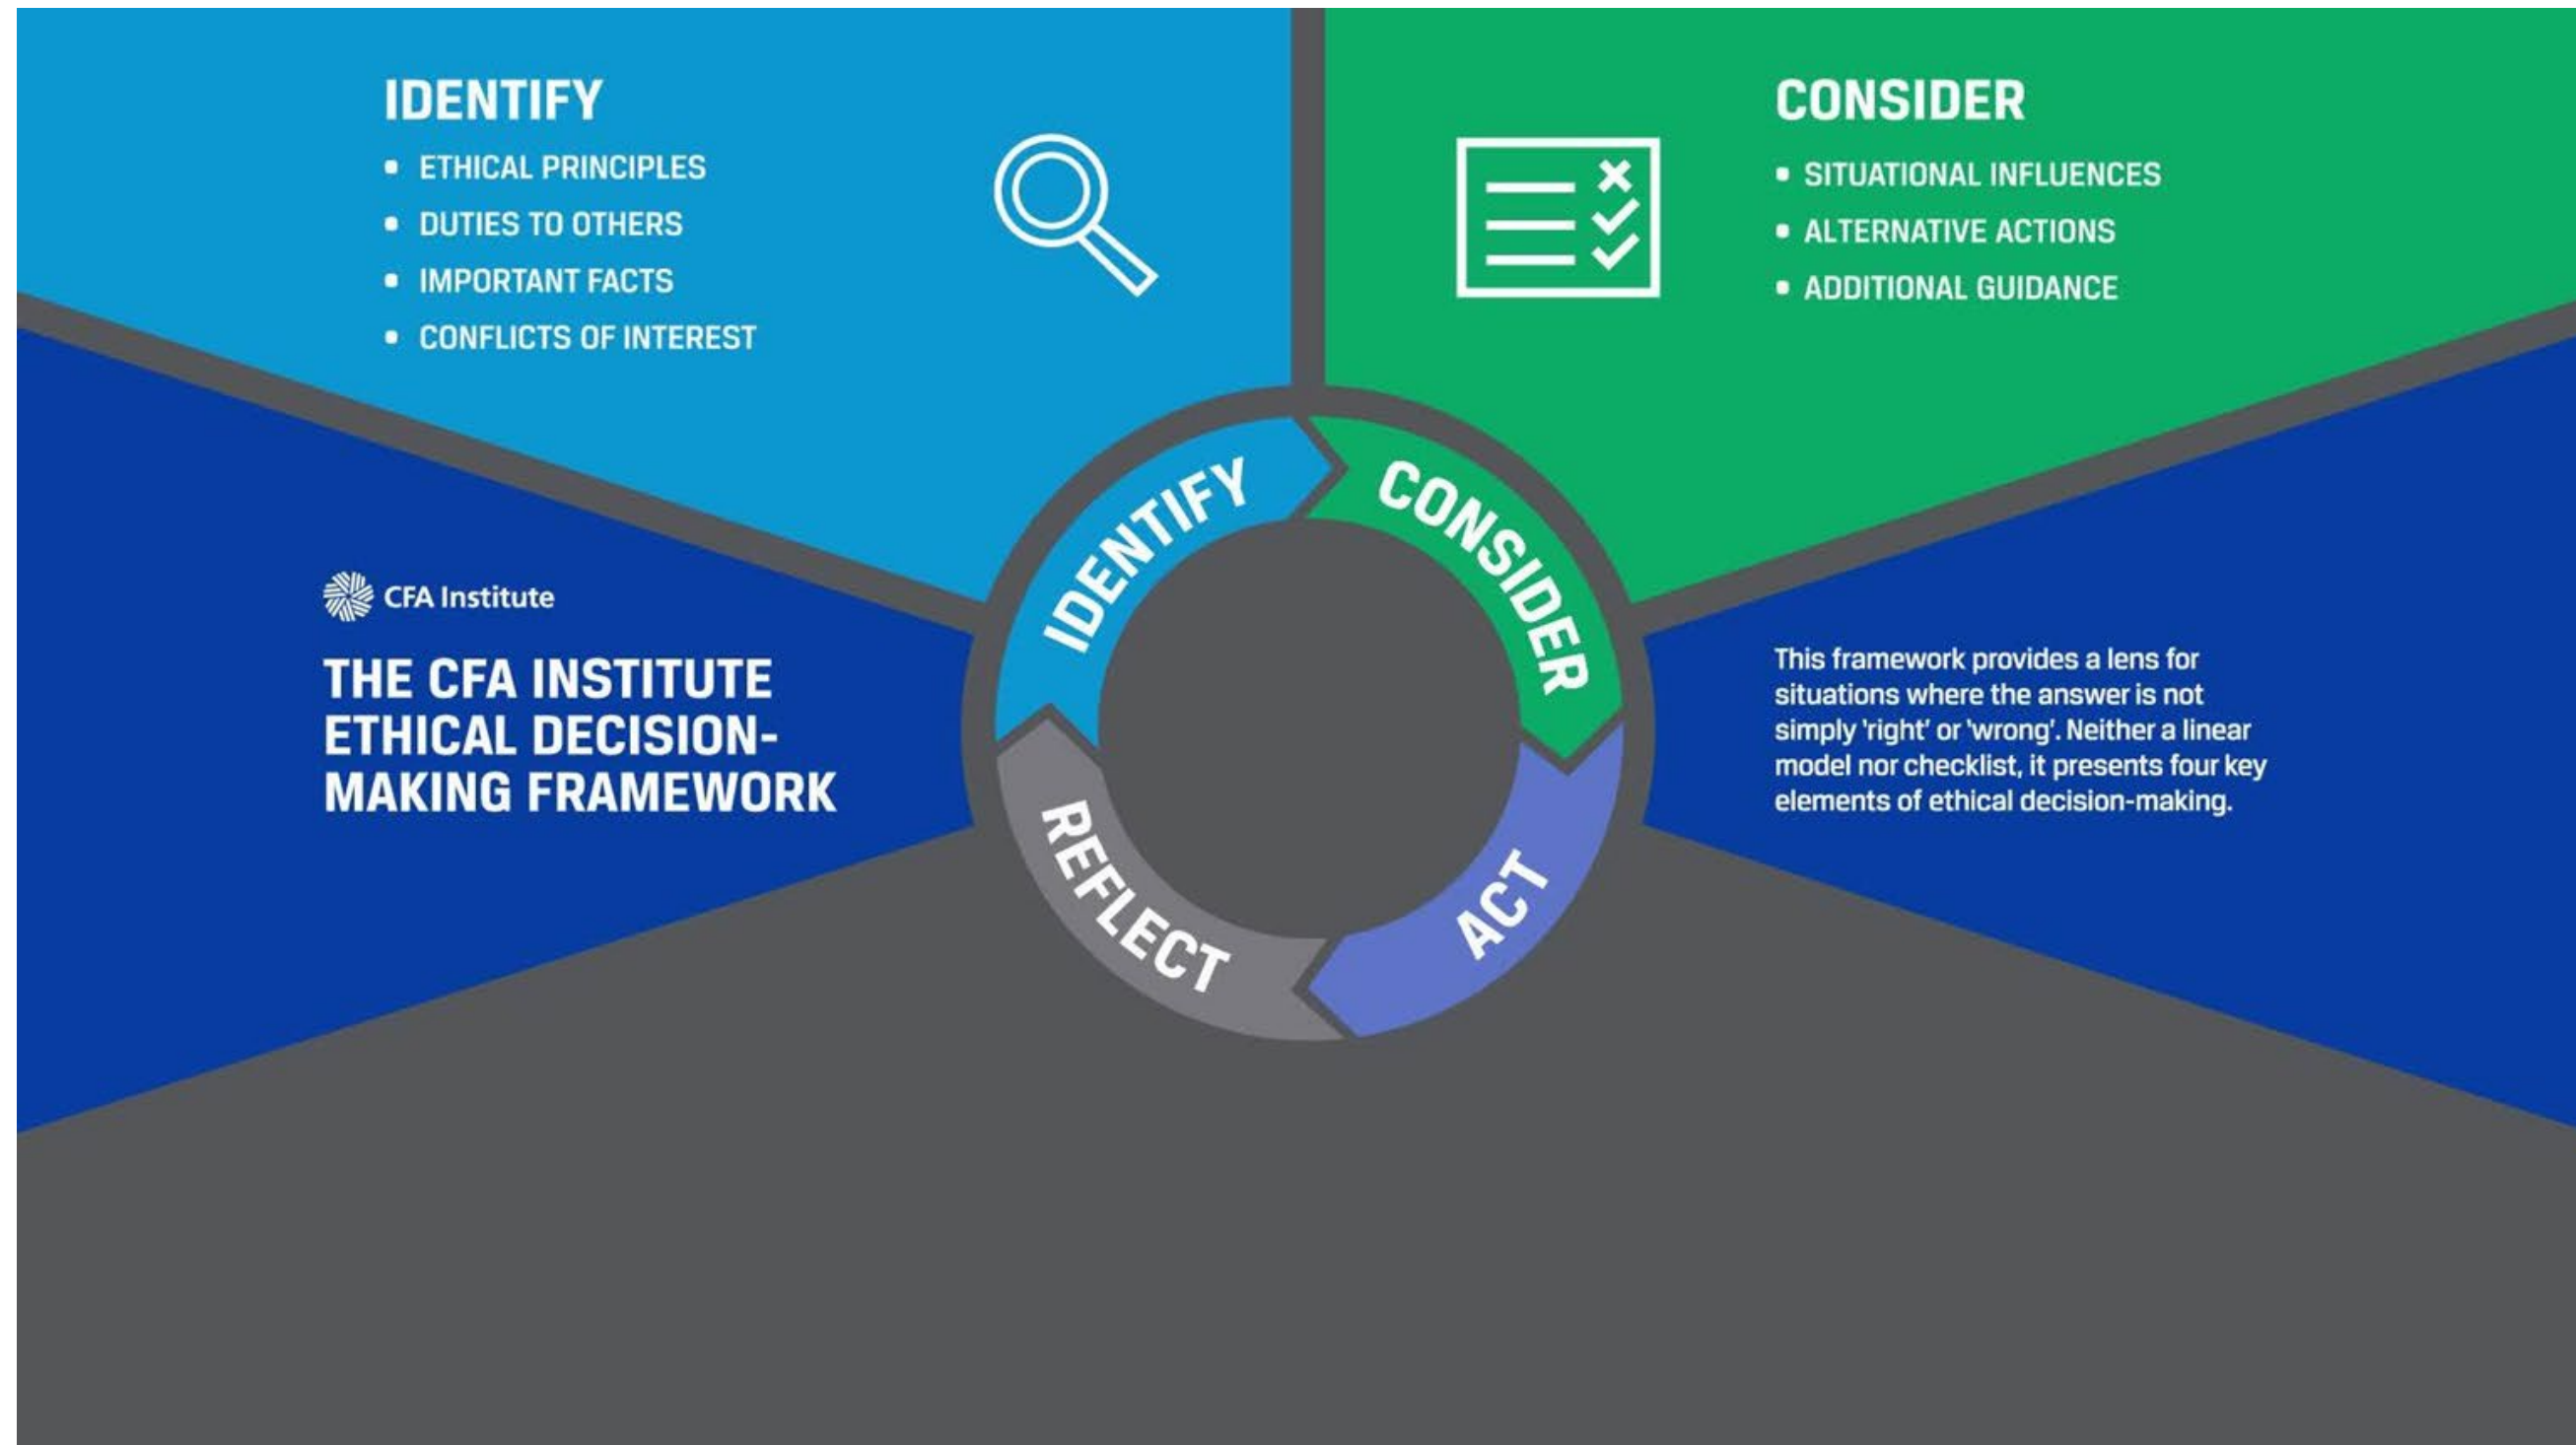 IDENTIFY
• ETHICAL PRINCIPLES
• DUTIES TO OTHERS
• IMPORTANT FACTS
• CONFLICTS OF INTEREST
CONSIDER
• SITUATIONAL INFLUENCES
• ALTERNATIVE ACTIONS
• ADDITIONAL GUIDANCE
CFA Institute
THE CFA INSTITUTE
ETHICAL DECISION-
MAKING FRAMEWORK
IDENTIFY
CONSIDER
ACT
REFLECT
This framework provides a lens for
situations where the answer is not
simply 'right' or 'wrong'. Neither a linear
model nor checklist, it presents four key
elements of ethical decision-making.